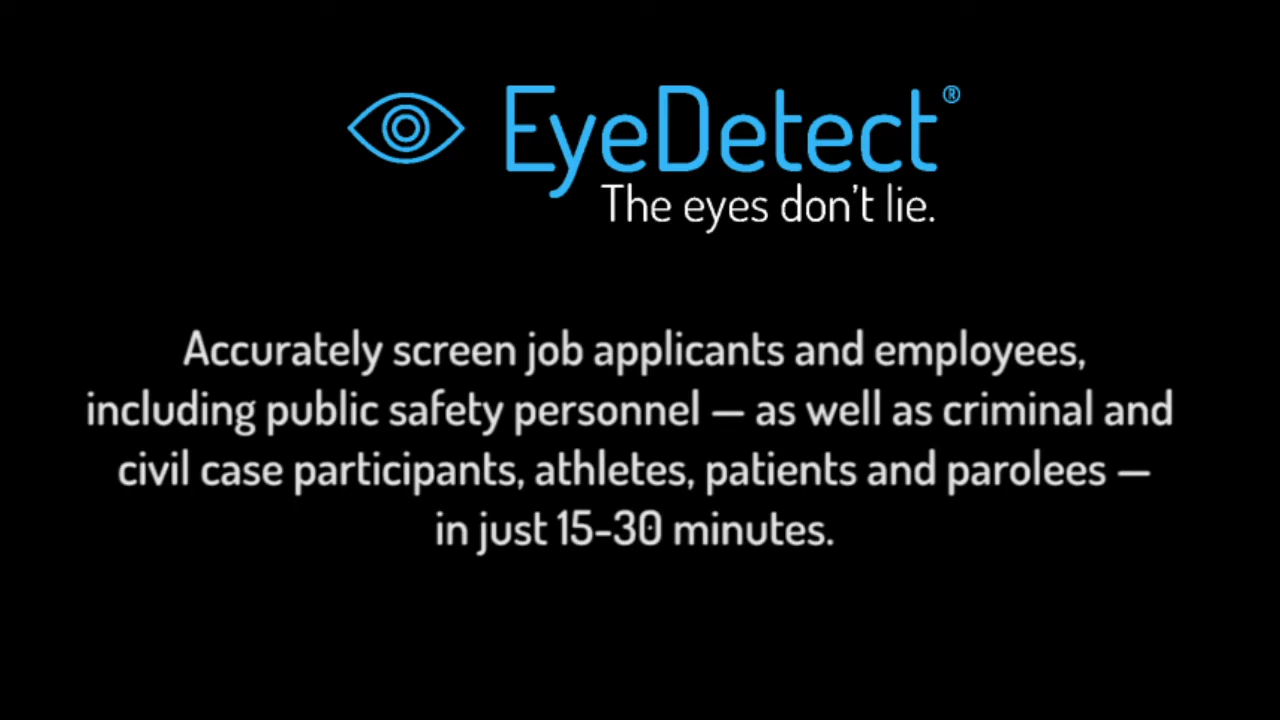 EyeDetect®
The eyes don't lie.
Accurately screen job applicants and employees,
including public safety personnel — as well as criminal and
civil case participants, athletes, patients and parolees —
in just 15-30 minutes.